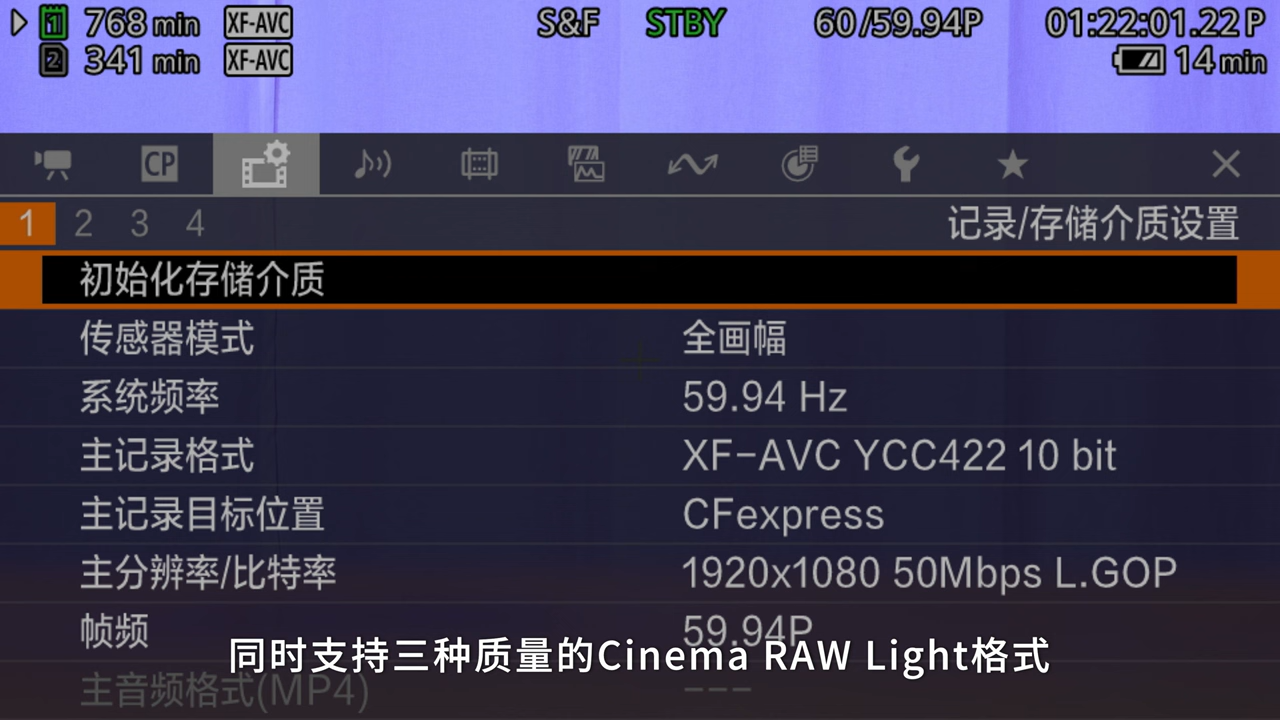 1 768 min XF-AVC S&F STBY 60/59.94P 01:22:01.22 P
2 341 min XF-AVC 14 min
CP
1 2 3 4 记录/存储介质设置
初始化存储介质
传感器模式 全画幅
系统频率 59.94 Hz
主记录格式 XF-AVC YCC422 10 bit
主记录目标位置 CFexpress
主分辨率/比特率 1920x1080 50Mbps L.GOP
帧频 59.94P
同时支持三种质量的Cinema RAW Light格式
主音频格式(MP4) ---